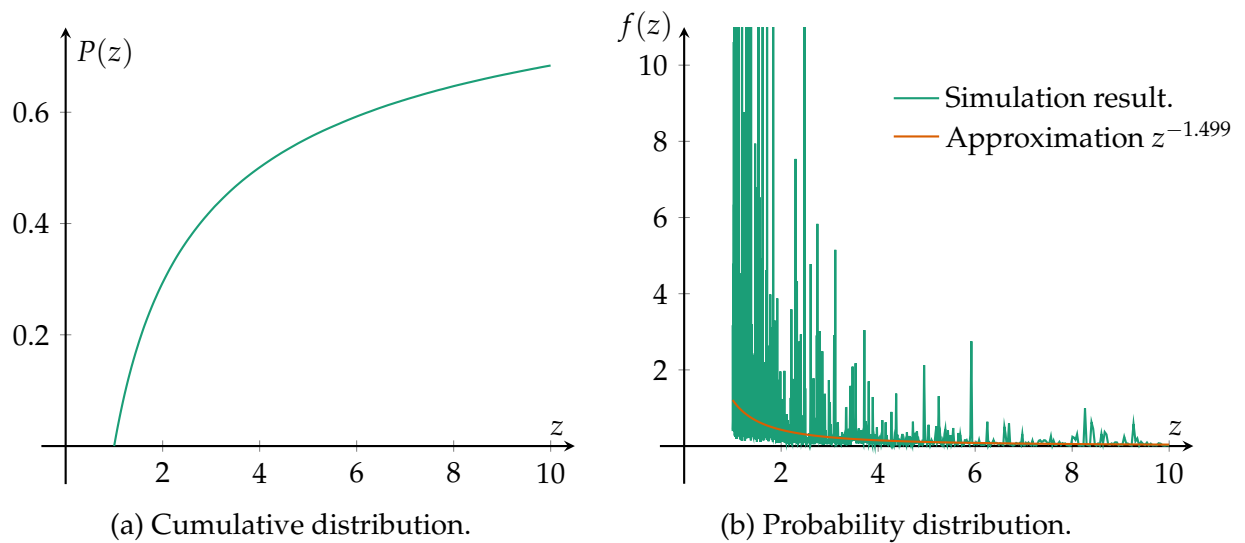 P(z)
0.6
0.4
0.2
2
4
6
8
10
z
(a) Cumulative distribution.
f(z)
10
8
6
4
2
2
4
6
8
10
z
Simulation result.
Approximation z^{-1.499}
(b) Probability distribution.